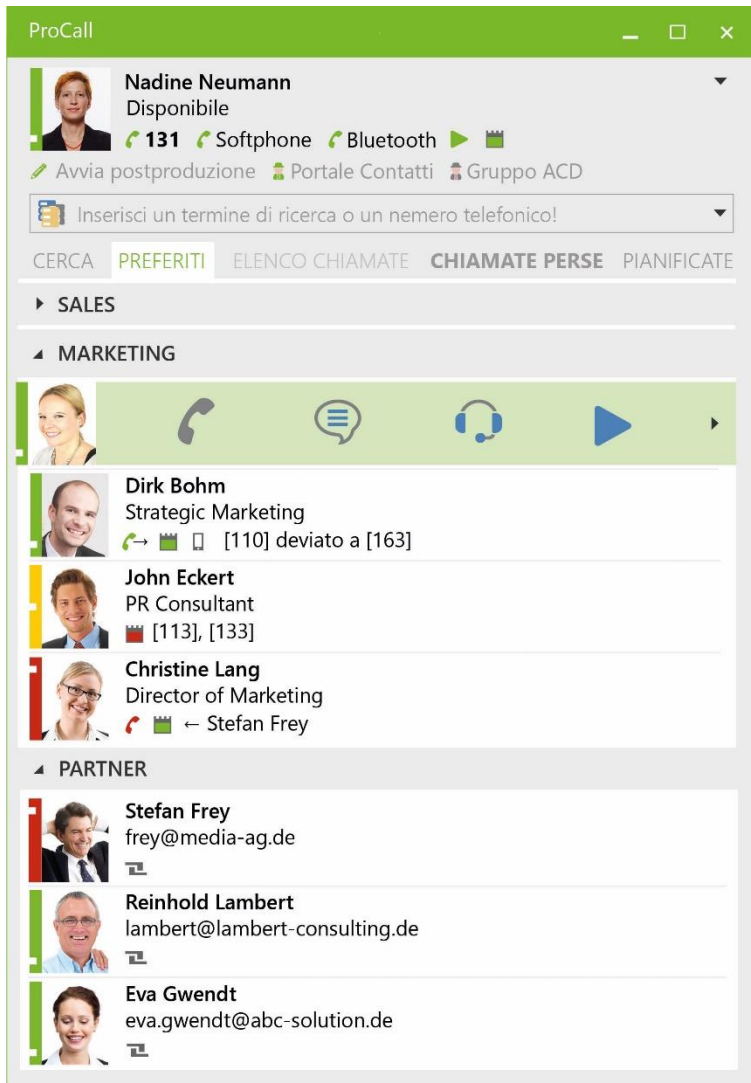 ProCall
Nadine Neumann
Disponibile
131 Softphone Bluetooth
Avvia postproduzione Portale Contatti Gruppo ACD
Inserisci un termine di ricerca o un nemero telefonico!
CERCA PREFERITI ELENCO CHIAMATE CHIAMATE PERSE PIANIFICATE
SALES
MARKETING
Dirk Bohm
Strategic Marketing
→ [110] deviato a [163]
John Eckert
PR Consultant
[113], [133]
Christine Lang
Director of Marketing
← Stefan Frey
PARTNER
Stefan Frey
frey@media-ag.de
Reinhold Lambert
lambert@lambert-consulting.de
Eva Gwendt
eva.gwendt@abc-solution.de